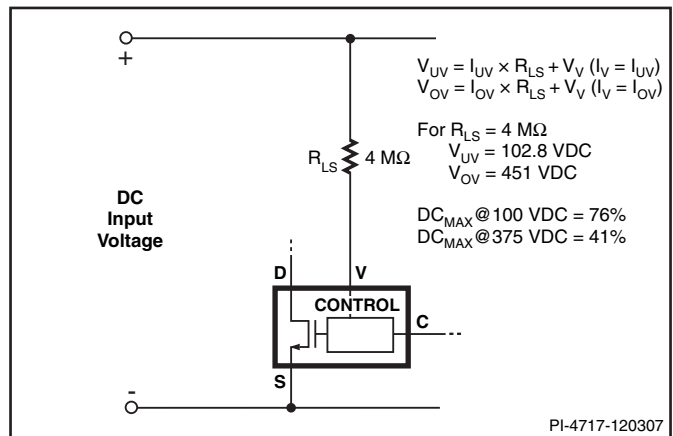 +
V_UV = I_UV × R_LS + V_V (I_V = I_UV)
V_OV = I_OV × R_LS + V_V (I_V = I_OV)
For R_LS = 4 MΩ
V_UV = 102.8 VDC
V_OV = 451 VDC
DC_MAX@100 VDC = 76%
DC_MAX@375 VDC = 41%
R_LS 4 MΩ
DC
Input
Voltage
D V
CONTROL
C
S
-
PI-4717-120307